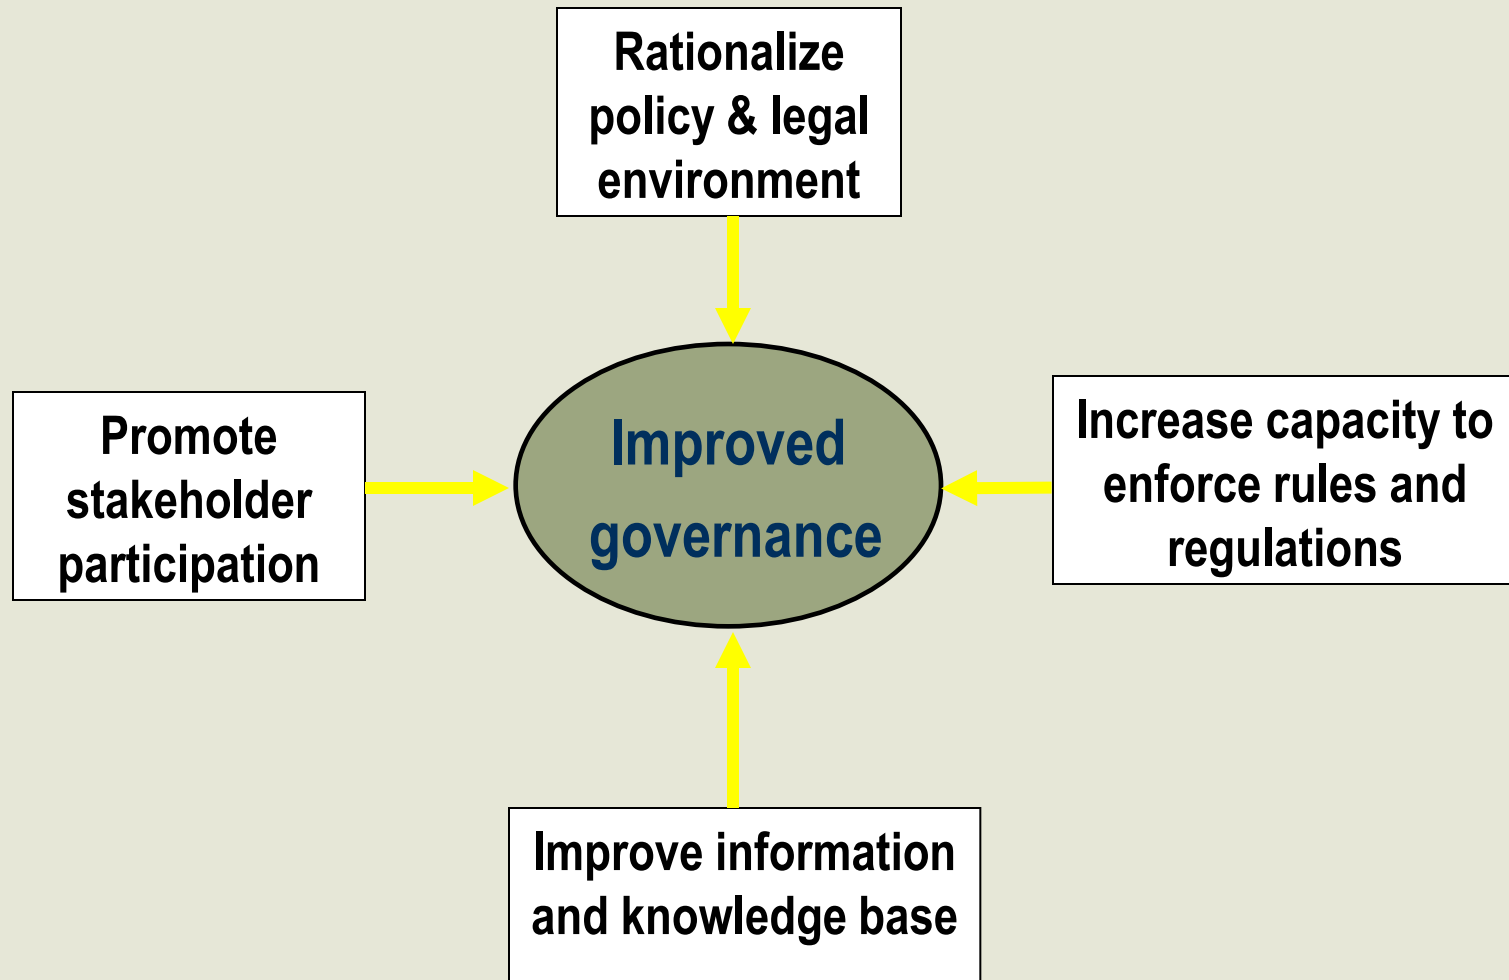 Rationalize
policy & legal
environment
Promote
stakeholder
participation
Improved
governance
Increase capacity to
enforce rules and
regulations
Improve information
and knowledge base